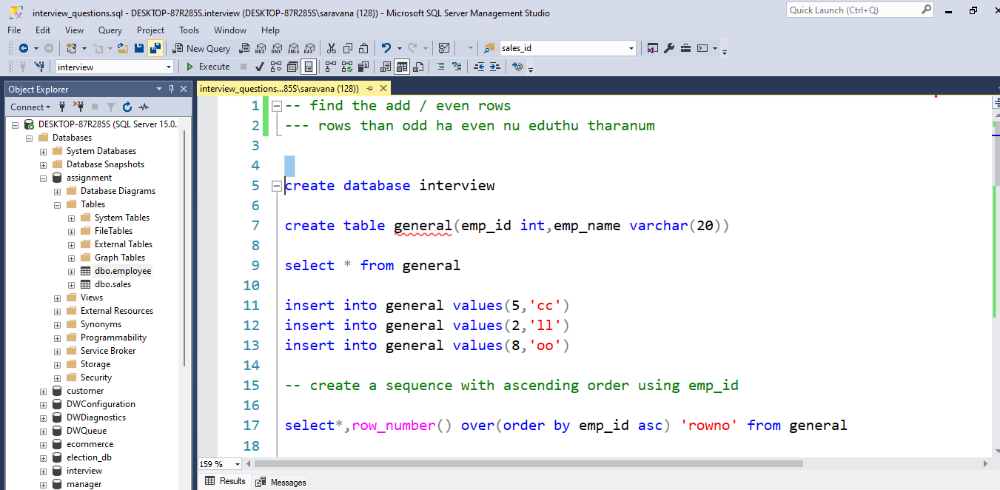 interview_questions.sql - DESKTOP-87R285S.interview (DESKTOP-87R285S\saravana (128)) - Microsoft SQL Server Management Studio
Quick Launch (Ctrl+Q)
File Edit View Query Project Tools Window Help
New Query MDX DMX XMLA DAX sales_id
interview Execute
Object Explorer
interview_questions...85S\saravana (128))
Connect
DESKTOP-87R285S (SQL Server 15.0..
Databases
System Databases
Database Snapshots
assignment
Database Diagrams
Tables
System Tables
FileTables
External Tables
Graph Tables
dbo.employee
dbo.sales
Views
External Resources
Synonyms
Programmability
Service Broker
Storage
Security
customer
DWConfiguration
DWDiagnostics
DWQueue
ecommerce
election_db
interview
manager
1 -- find the add / even rows
2 --- rows than odd ha even nu eduthu tharanum
3
4
5 create database interview
6
7 create table general(emp_id int,emp_name varchar(20))
8
9 select * from general
10
11 insert into general values(5,'cc')
12 insert into general values(2,'ll')
13 insert into general values(8,'oo')
14
15 -- create a sequence with ascending order using emp_id
16
17 select*,row_number() over(order by emp_id asc) 'rowno' from general
18
159 %
Results Messages